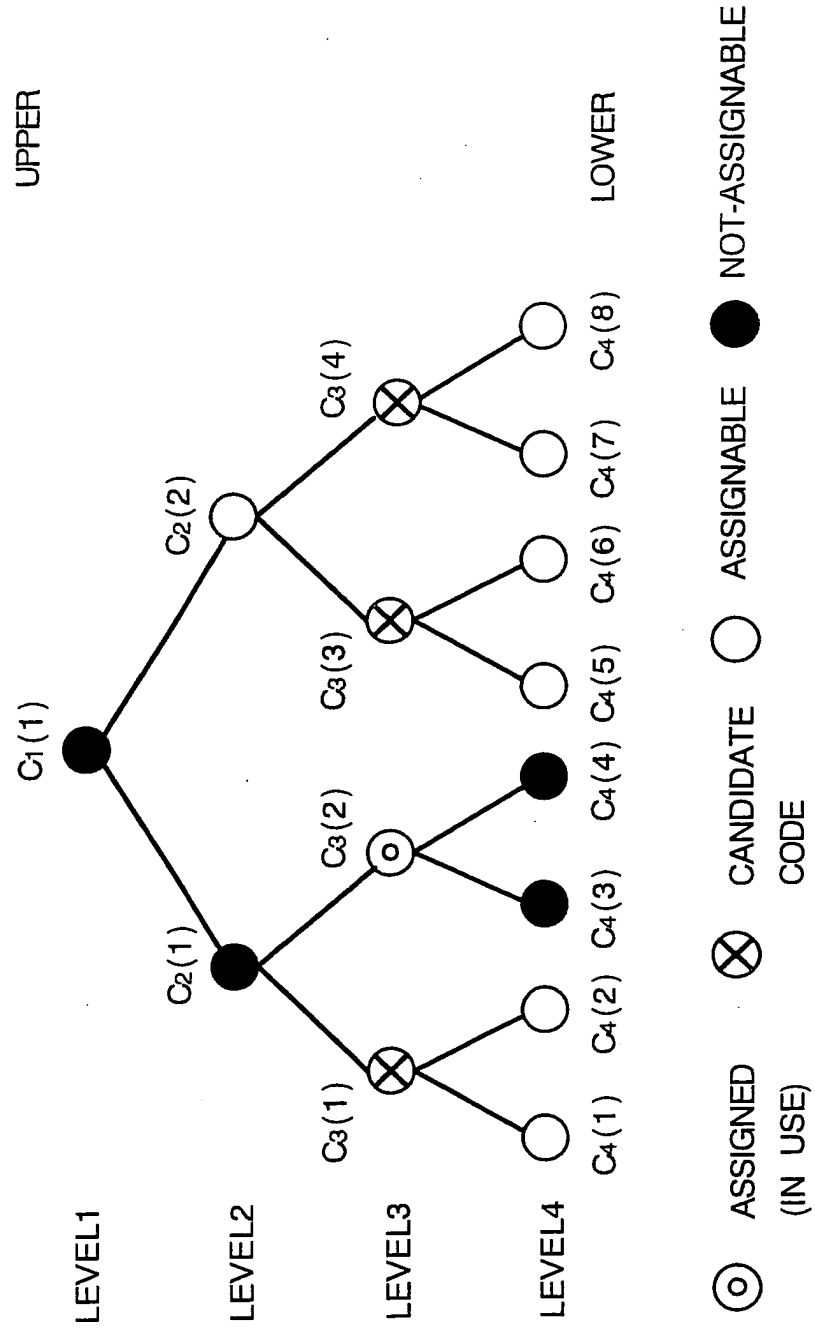 UPPER
LEVEL1
C1(1)
LEVEL2
C2(1)
C2(2)
LEVEL3
C3(1)
C3(2)
C3(3)
C3(4)
LEVEL4
C4(1)
C4(2)
C4(3)
C4(4)
C4(5)
C4(6)
C4(7)
C4(8)
LOWER
ASSIGNED
(IN USE)
CANDIDATE
CODE
ASSIGNABLE
NOT-ASSIGNABLE